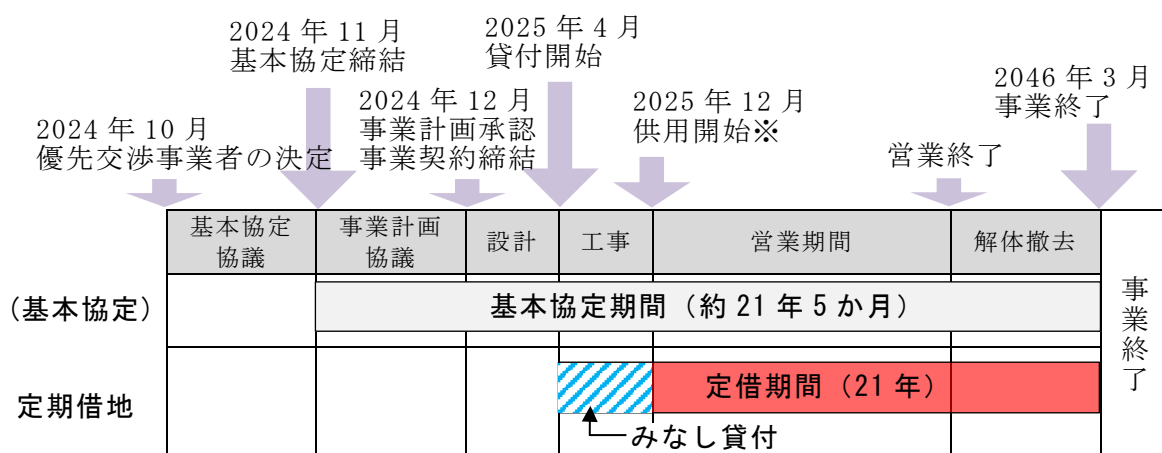 2024 年 11 月
基本協定締結
2025 年 4 月
貸付開始
2046 年 3 月
事業終了
2024 年 10 月
優先交渉事業者の決定
2024 年 12 月
事業計画承認
事業契約締結
2025 年 12 月
供用開始※
営業終了
基本協定
協議
事業計画
協議
設計
工事
営業期間
解体撤去
事業終了
(基本協定)
基本協定期間（約 21 年 5 か月）
定期借地
定借期間（21 年）
みなし貸付